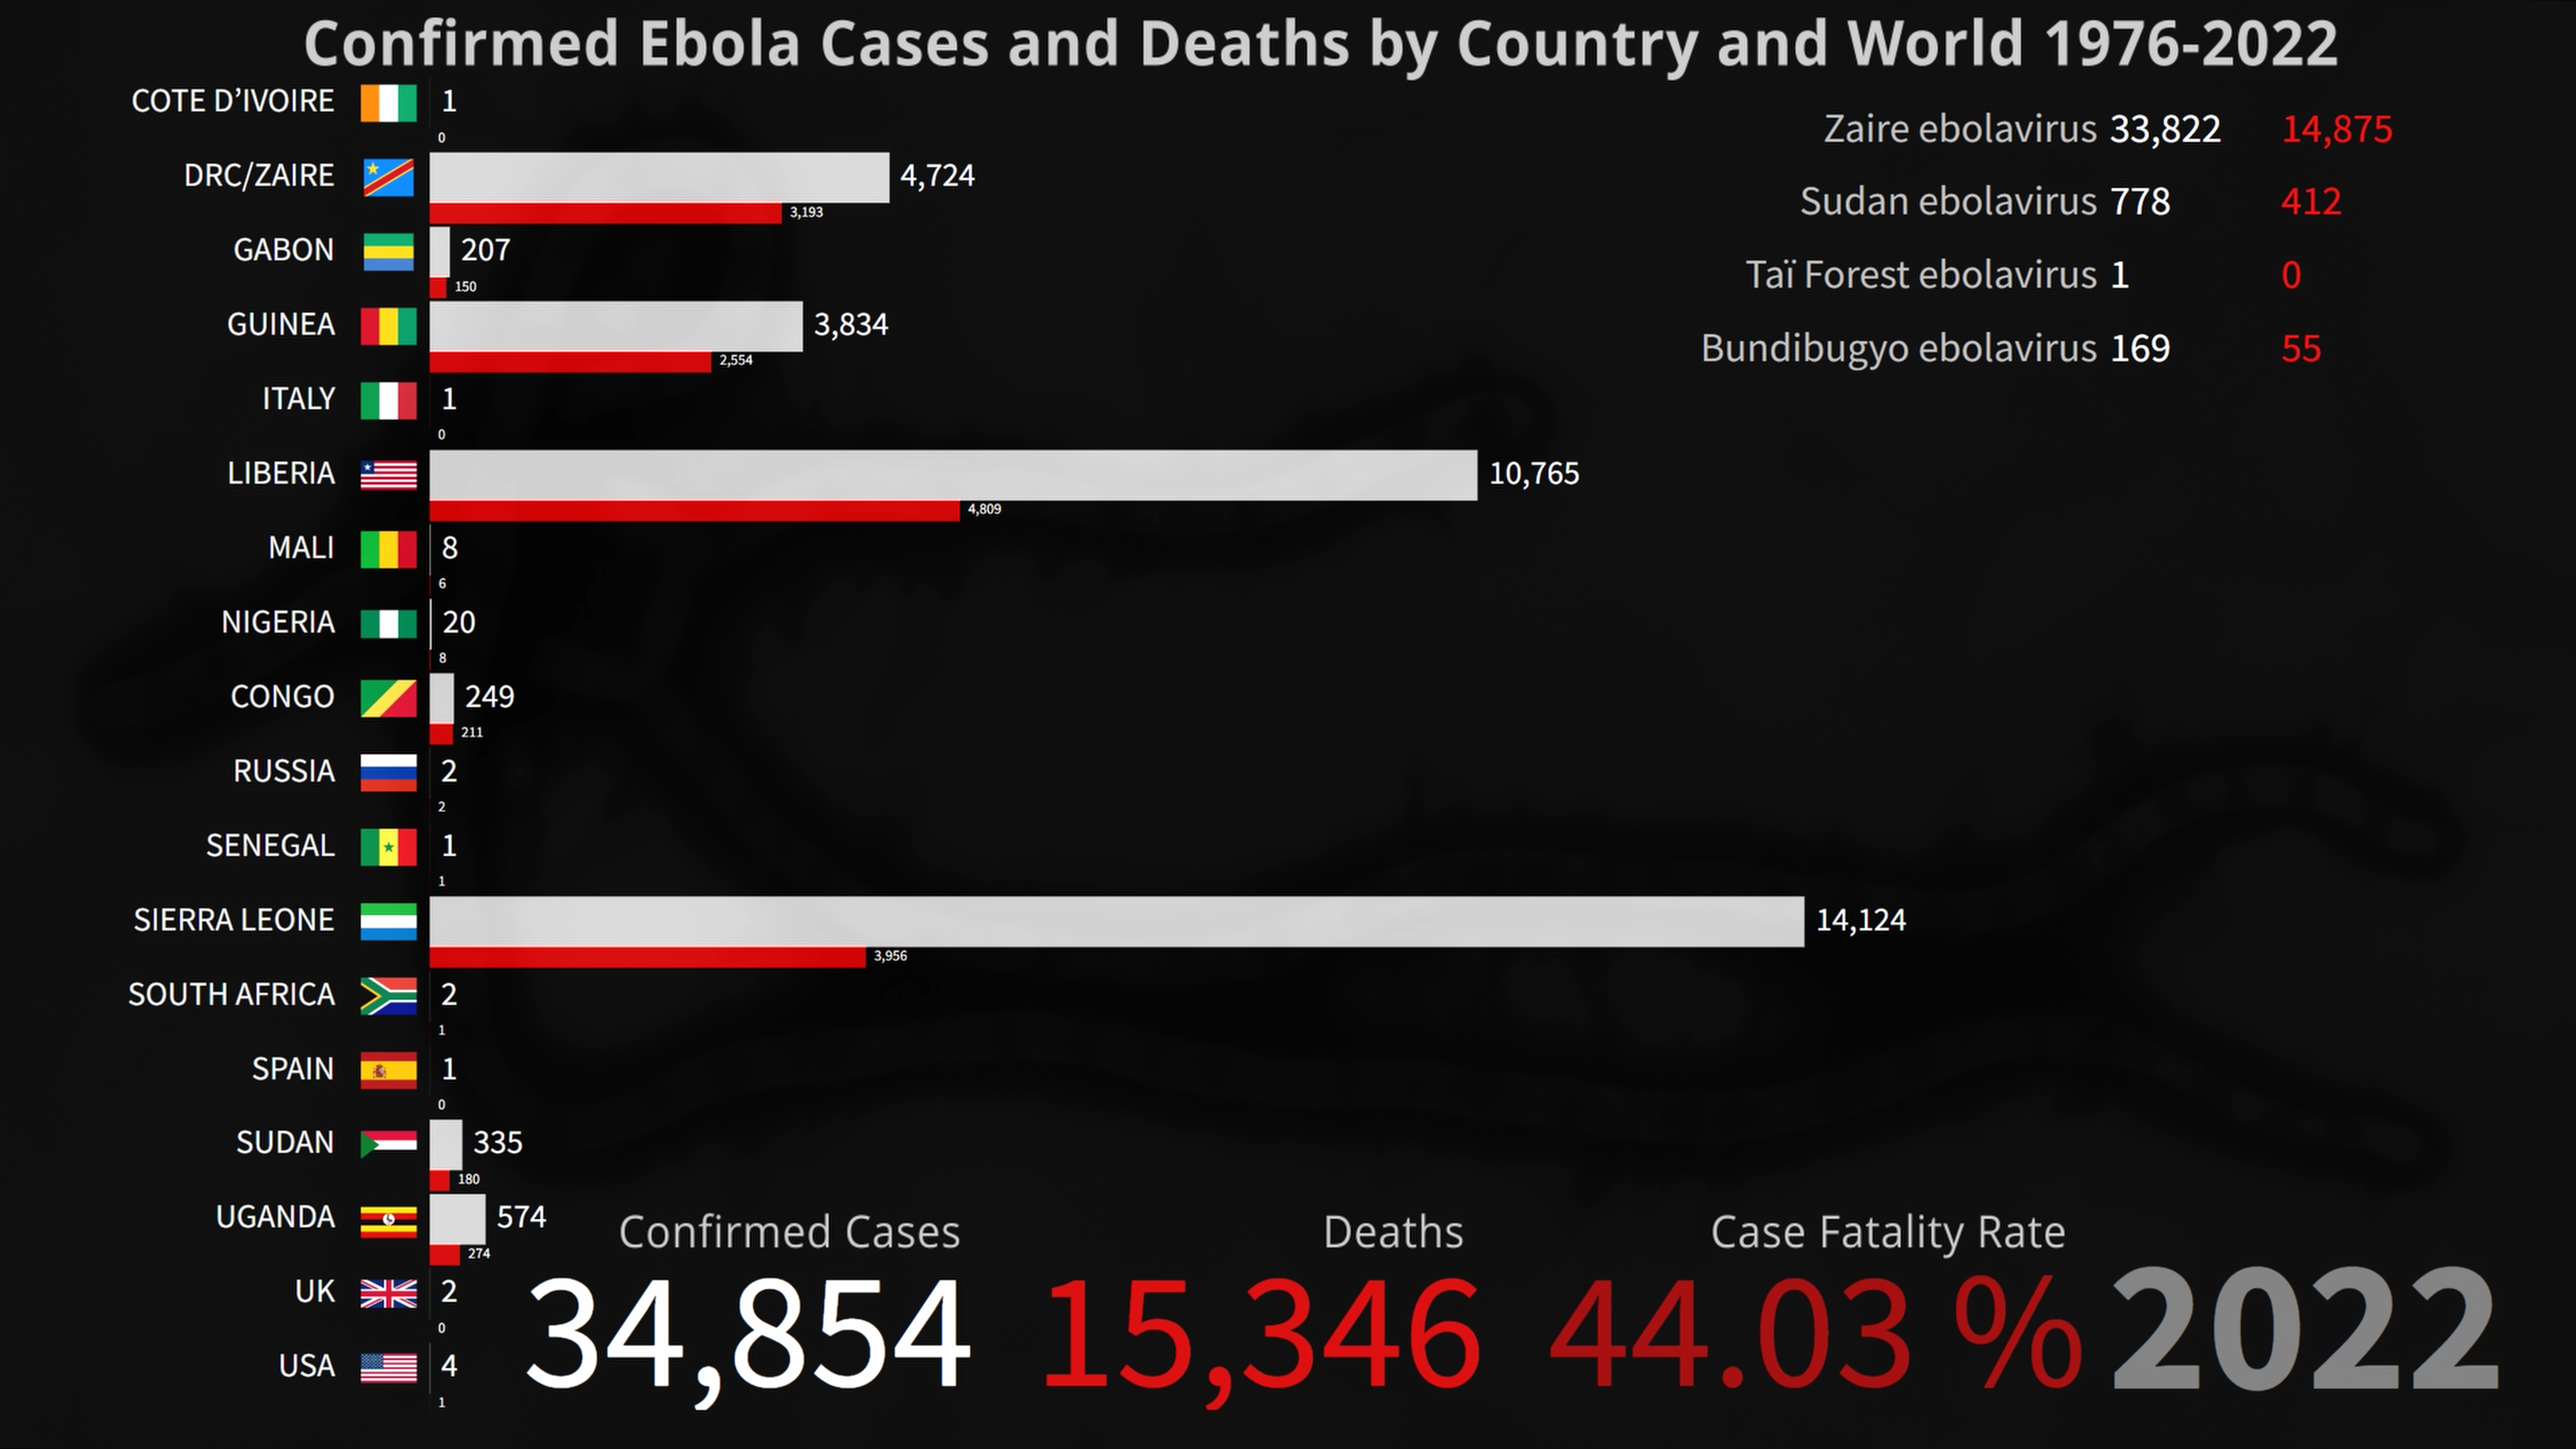 Confirmed Ebola Cases and Deaths by Country and World 1976-2022
COTE D’IVOIRE 1
0
DRC/ZAIRE 4,724
3,193
GABON 207
150
GUINEA 3,834
2,554
ITALY 1
0
LIBERIA 10,765
4,809
MALI 8
6
NIGERIA 20
8
CONGO 249
211
RUSSIA 2
2
SENEGAL 1
1
SIERRA LEONE 14,124
3,956
SOUTH AFRICA 2
1
SPAIN 1
0
SUDAN 335
180
UGANDA 574
274
UK 2
0
USA 4
1
Zaire ebolavirus 33,822 14,875
Sudan ebolavirus 778 412
Taï Forest ebolavirus 1 0
Bundibugyo ebolavirus 169 55
Confirmed Cases Deaths Case Fatality Rate
34,854 15,346 44.03 % 2022